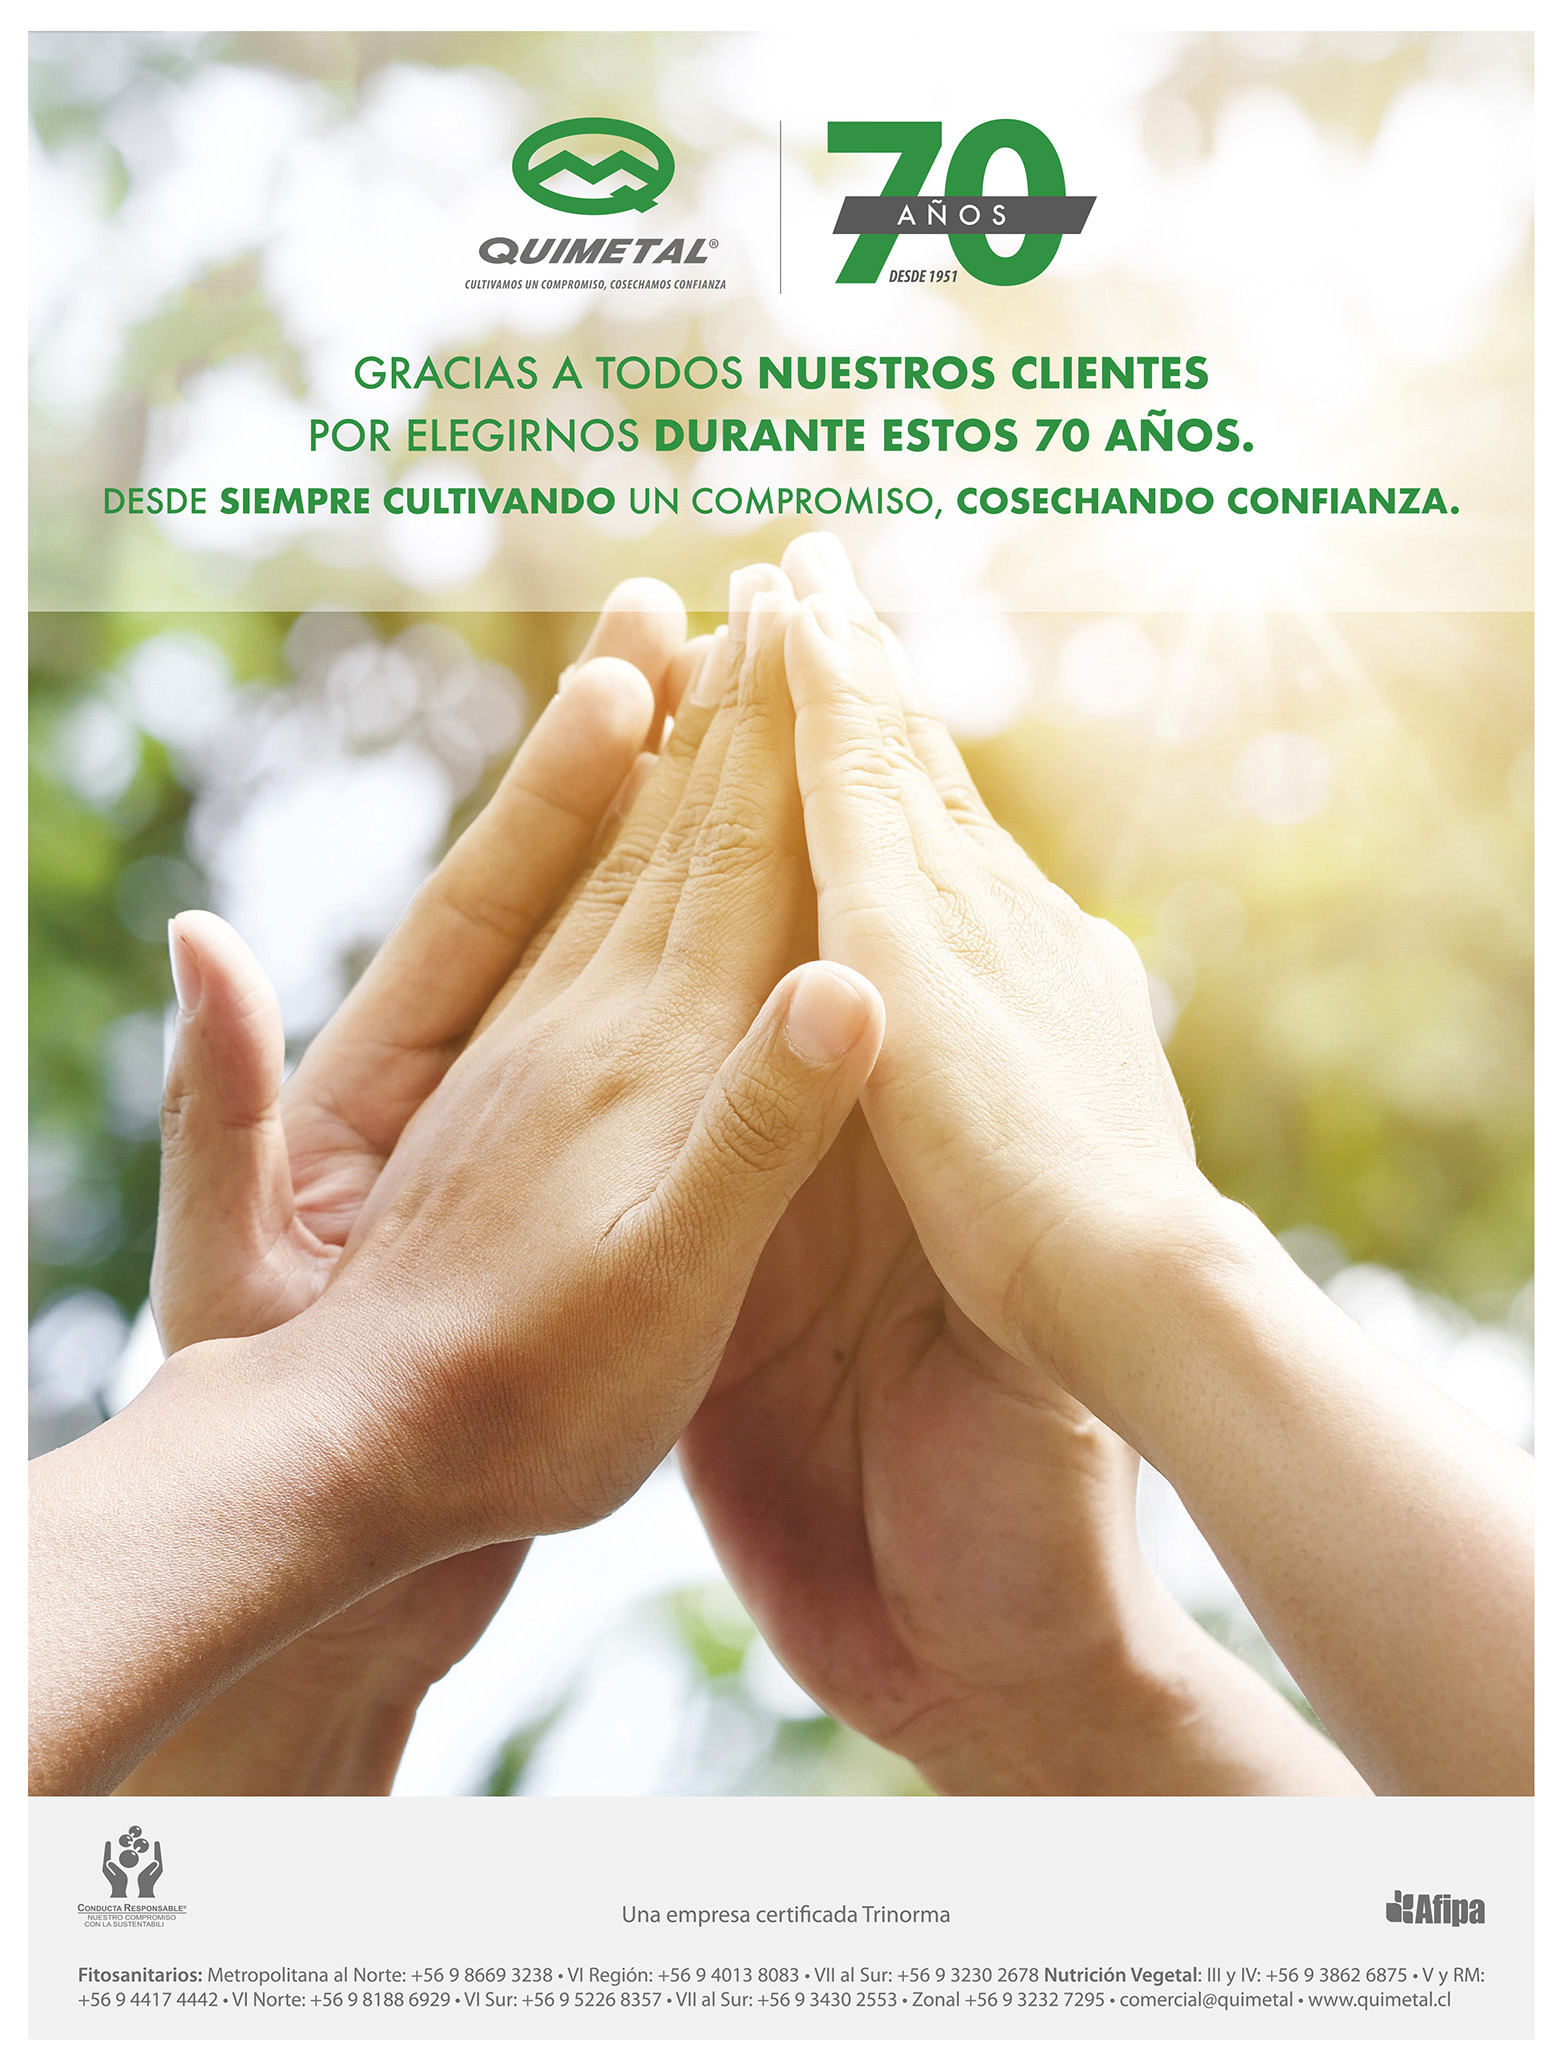 QUIMETAL®
CULTIVAMOS UN COMPROMISO, COSECHAMOS CONFIANZA
70
AÑOS
DESDE 1951
GRACIAS A TODOS NUESTROS CLIENTES
POR ELEGIRNOS DURANTE ESTOS 70 AÑOS.
DESDE SIEMPRE CULTIVANDO UN COMPROMISO, COSECHANDO CONFIANZA.
CONDUCTA RESPONSABLE®
NUESTRO COMPROMISO
CON LA SUSTENTABILI
Una empresa certificada Trinorma
Afipa
Fitosanitarios: Metropolitana al Norte: +56 9 8669 3238 • VI Región: +56 9 4013 8083 • VII al Sur: +56 9 3230 2678 Nutrición Vegetal: III y IV: +56 9 3862 6875 • V y RM:
+56 9 4417 4442 • VI Norte: +56 9 8188 6929 • VI Sur: +56 9 5226 8357 • VII al Sur: +56 9 3430 2553 • Zonal +56 9 3232 7295 • comercial@quimetal • www.quimetal.cl